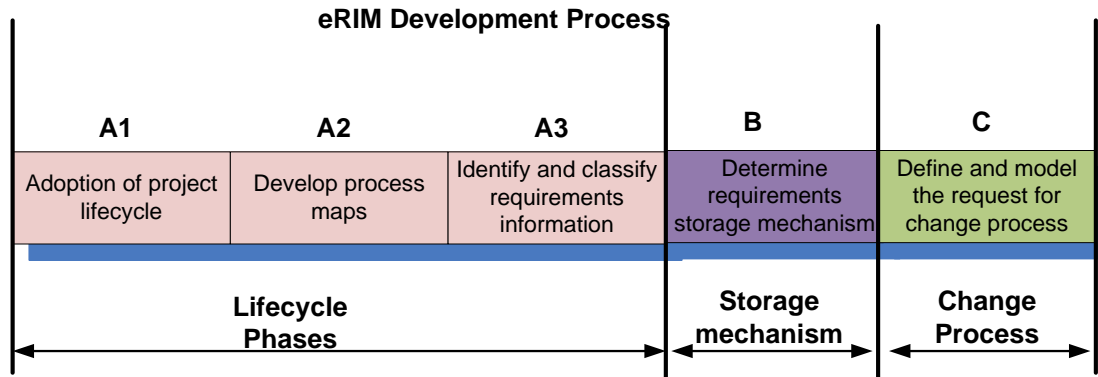 eRIM Development Process
A1
A2
A3
B
C
Adoption of project
lifecycle
Develop process
maps
Identify and classify
requirements
information
Determine
requirements
storage mechanism
Define and model
the request for
change process
Lifecycle
Phases
Storage
mechanism
Change
Process